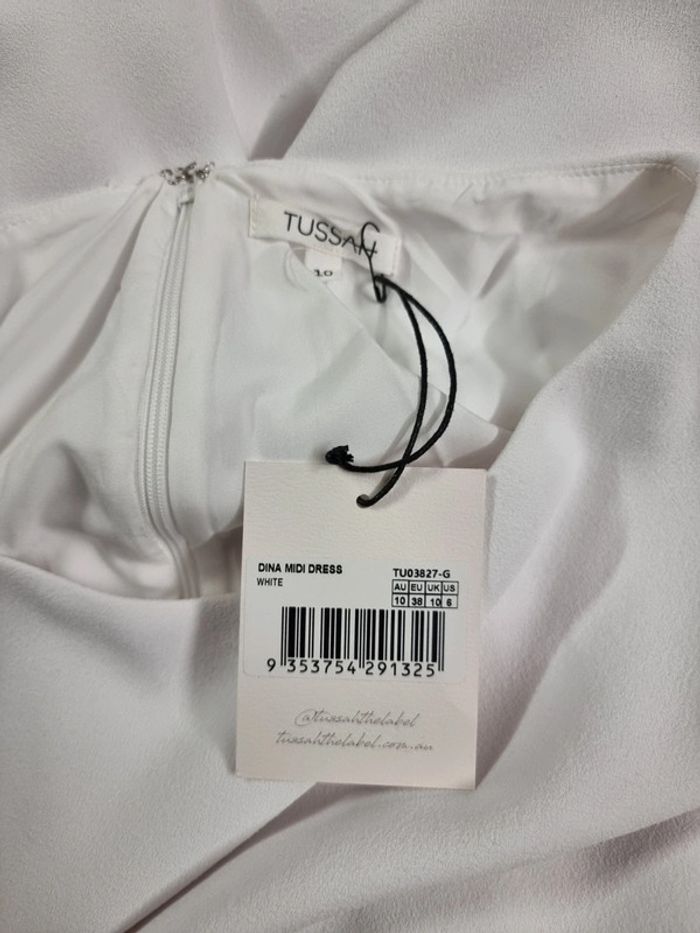 TUSSAH
10
DINA MIDI DRESS TU03827-G
WHITE
AU EU UK US
10 38 10 6
9 353754 291325
@tussahthelabel
tussahthelabel.com.au